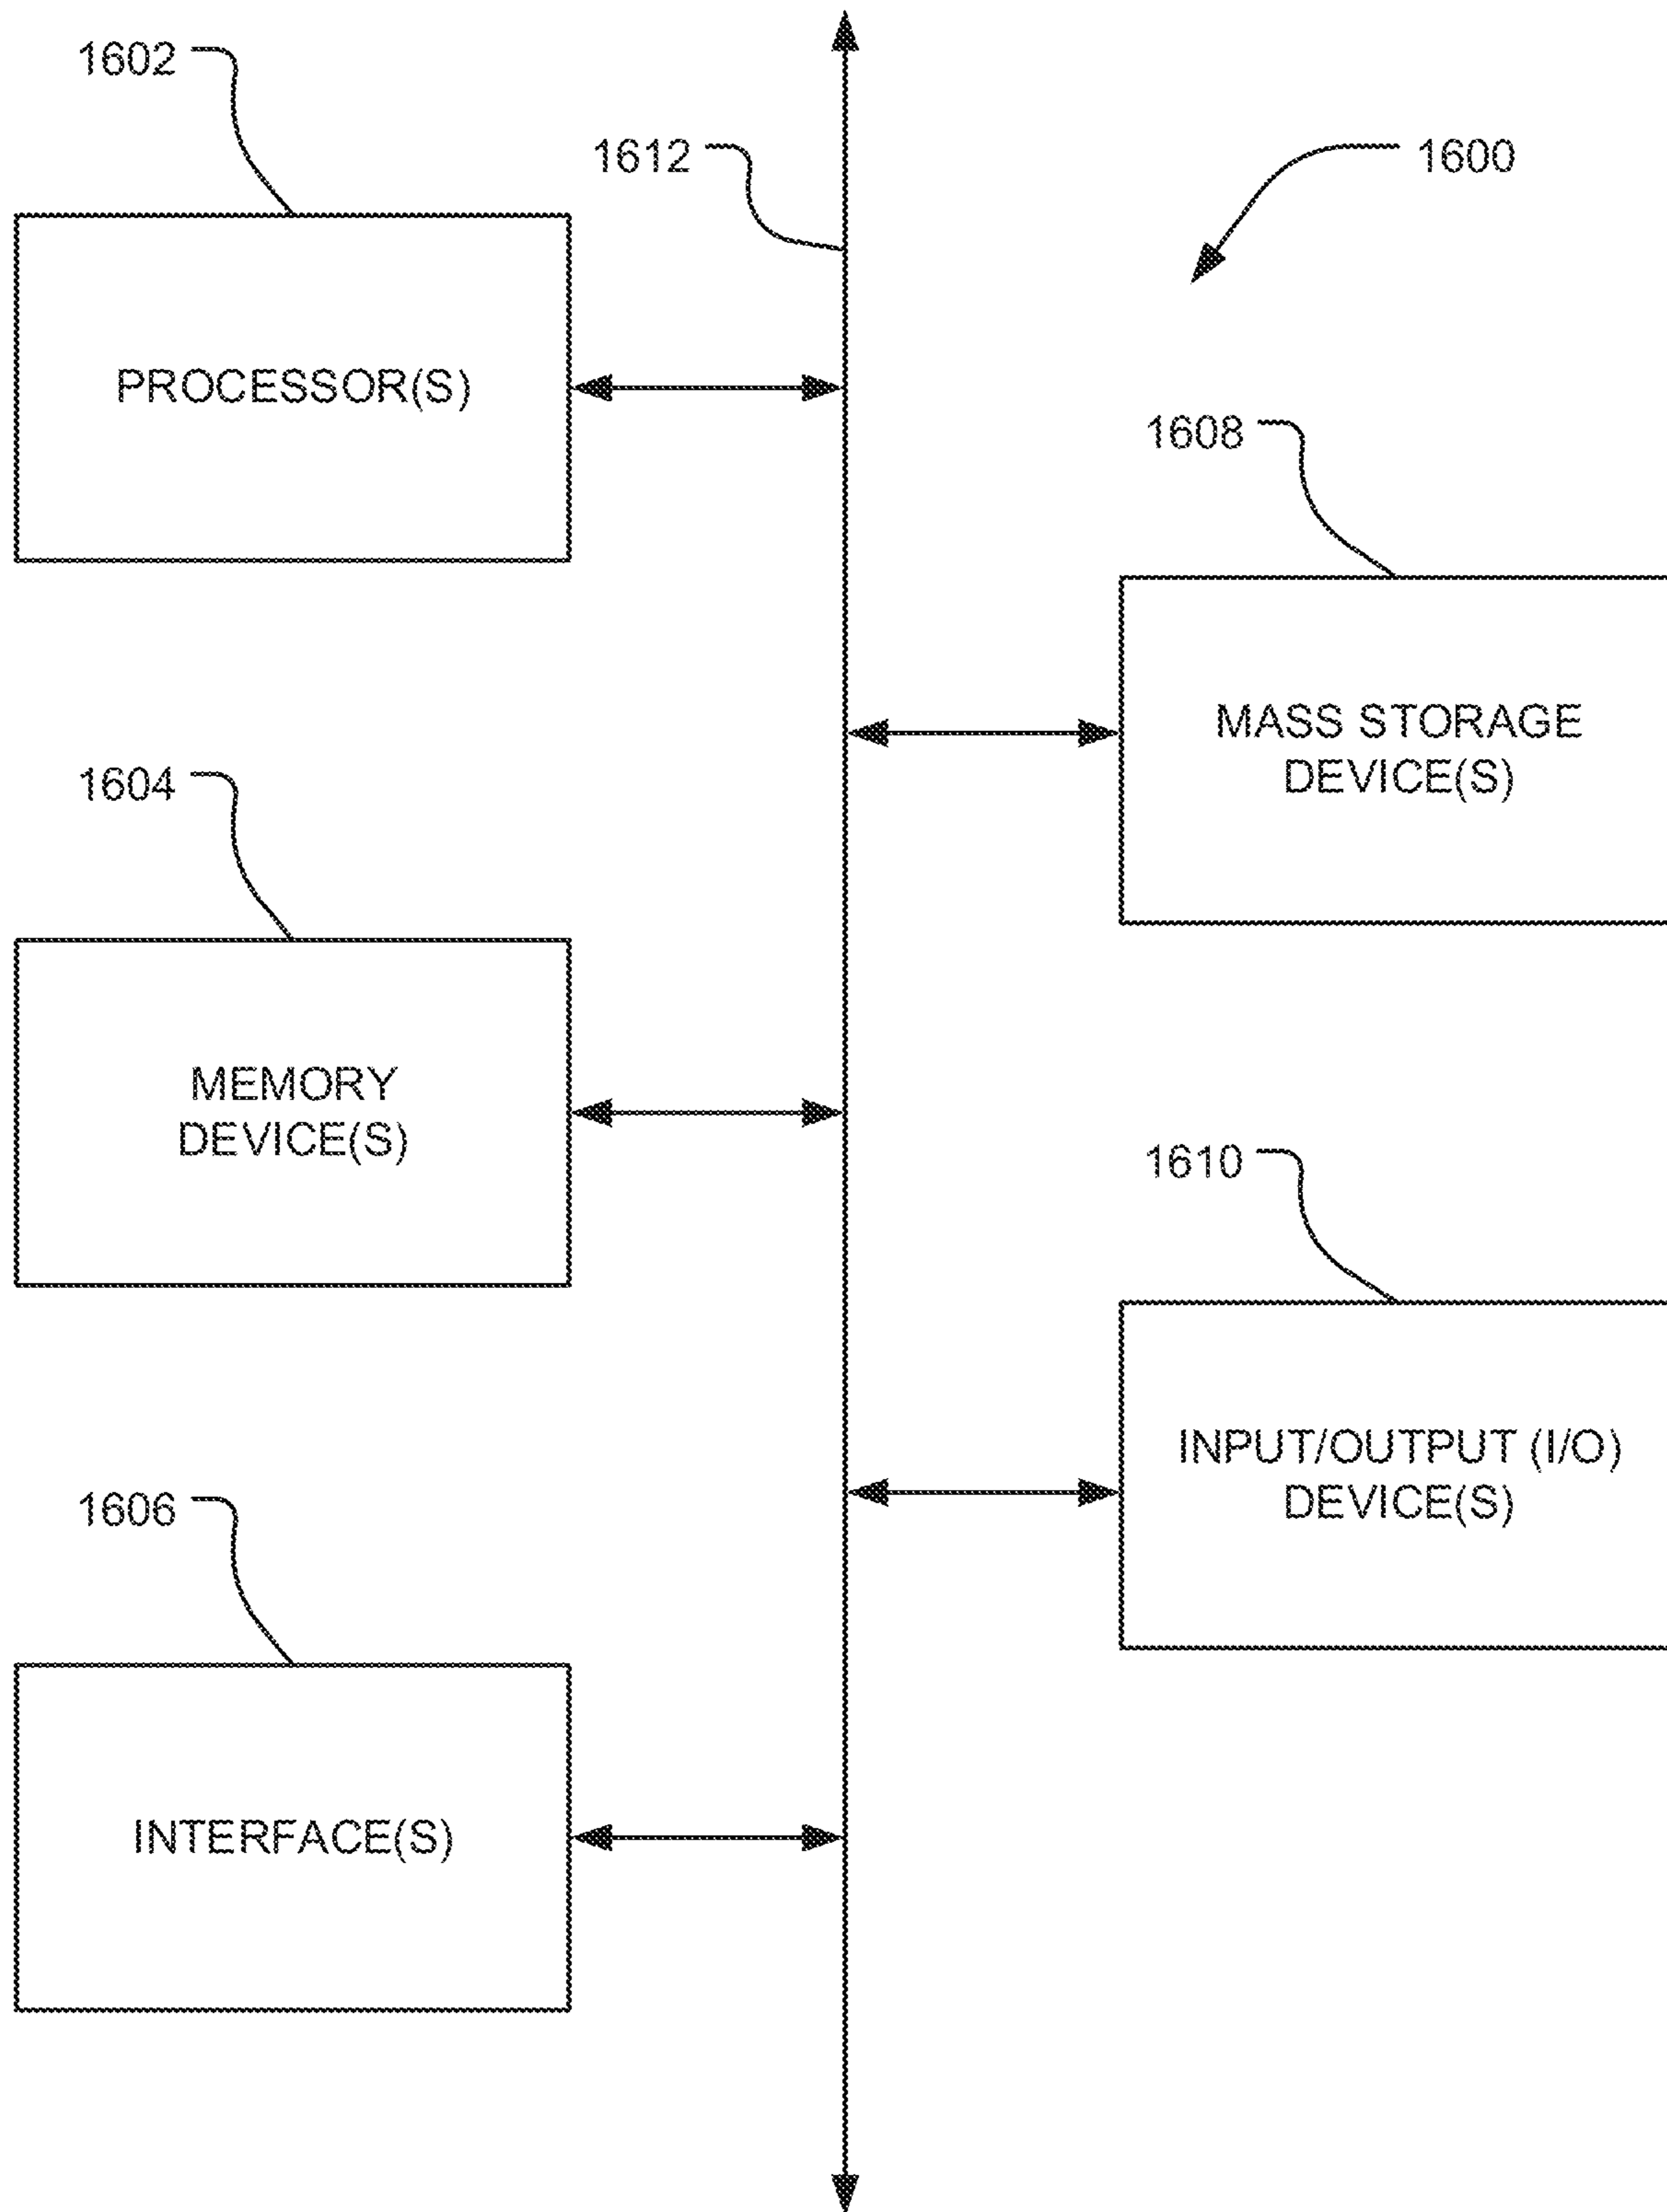 1602
1612
1600
PROCESSOR(S)
1608
MASS STORAGE
DEVICE(S)
1604
MEMORY
DEVICE(S)
1610
INPUT/OUTPUT (I/O)
DEVICE(S)
1606
INTERFACE(S)